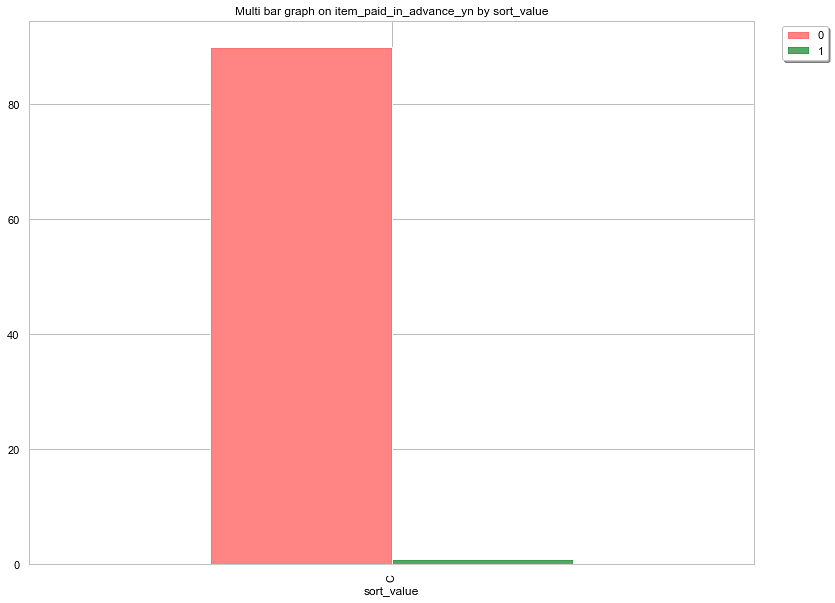 Multi bar graph on item_paid_in_advance_yn by sort_value
0
1
80
60
40
20
0
C
sort_value